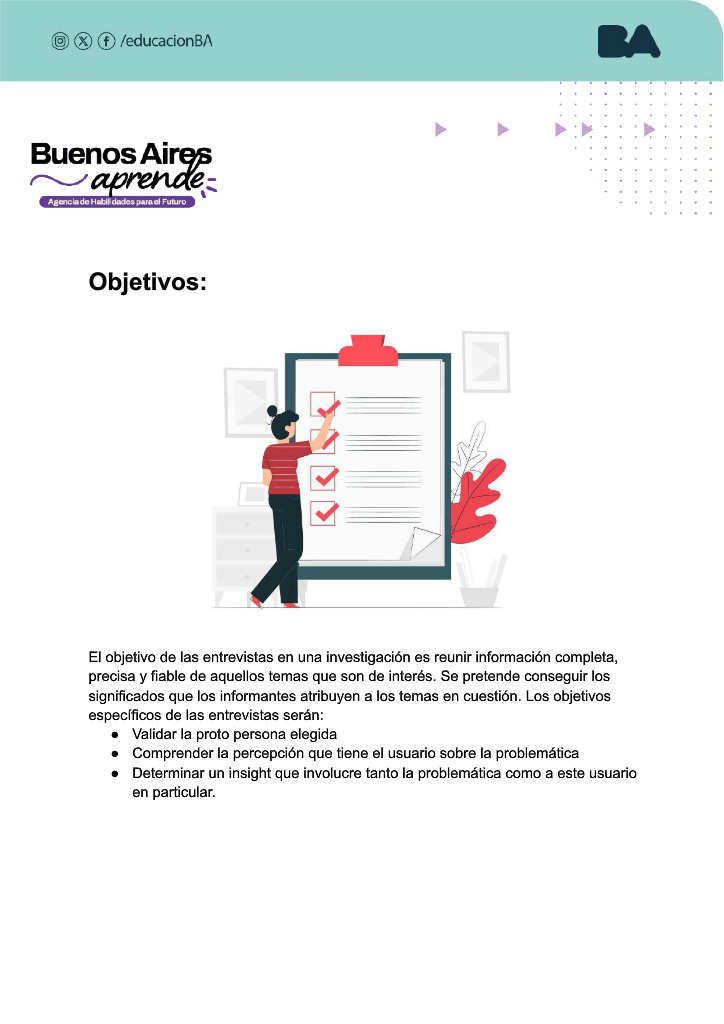 /educacionBA
BA
Buenos Aires
aprende
Agencia de Habilidades para el Futuro
Objetivos:
El objetivo de las entrevistas en una investigación es reunir información completa,
precisa y fiable de aquellos temas que son de interés. Se pretende conseguir los
significados que los informantes atribuyen a los temas en cuestión. Los objetivos
específicos de las entrevistas serán:
● Validar la proto persona elegida
● Comprender la percepción que tiene el usuario sobre la problemática
● Determinar un insight que involucre tanto la problemática como a este usuario
en particular.